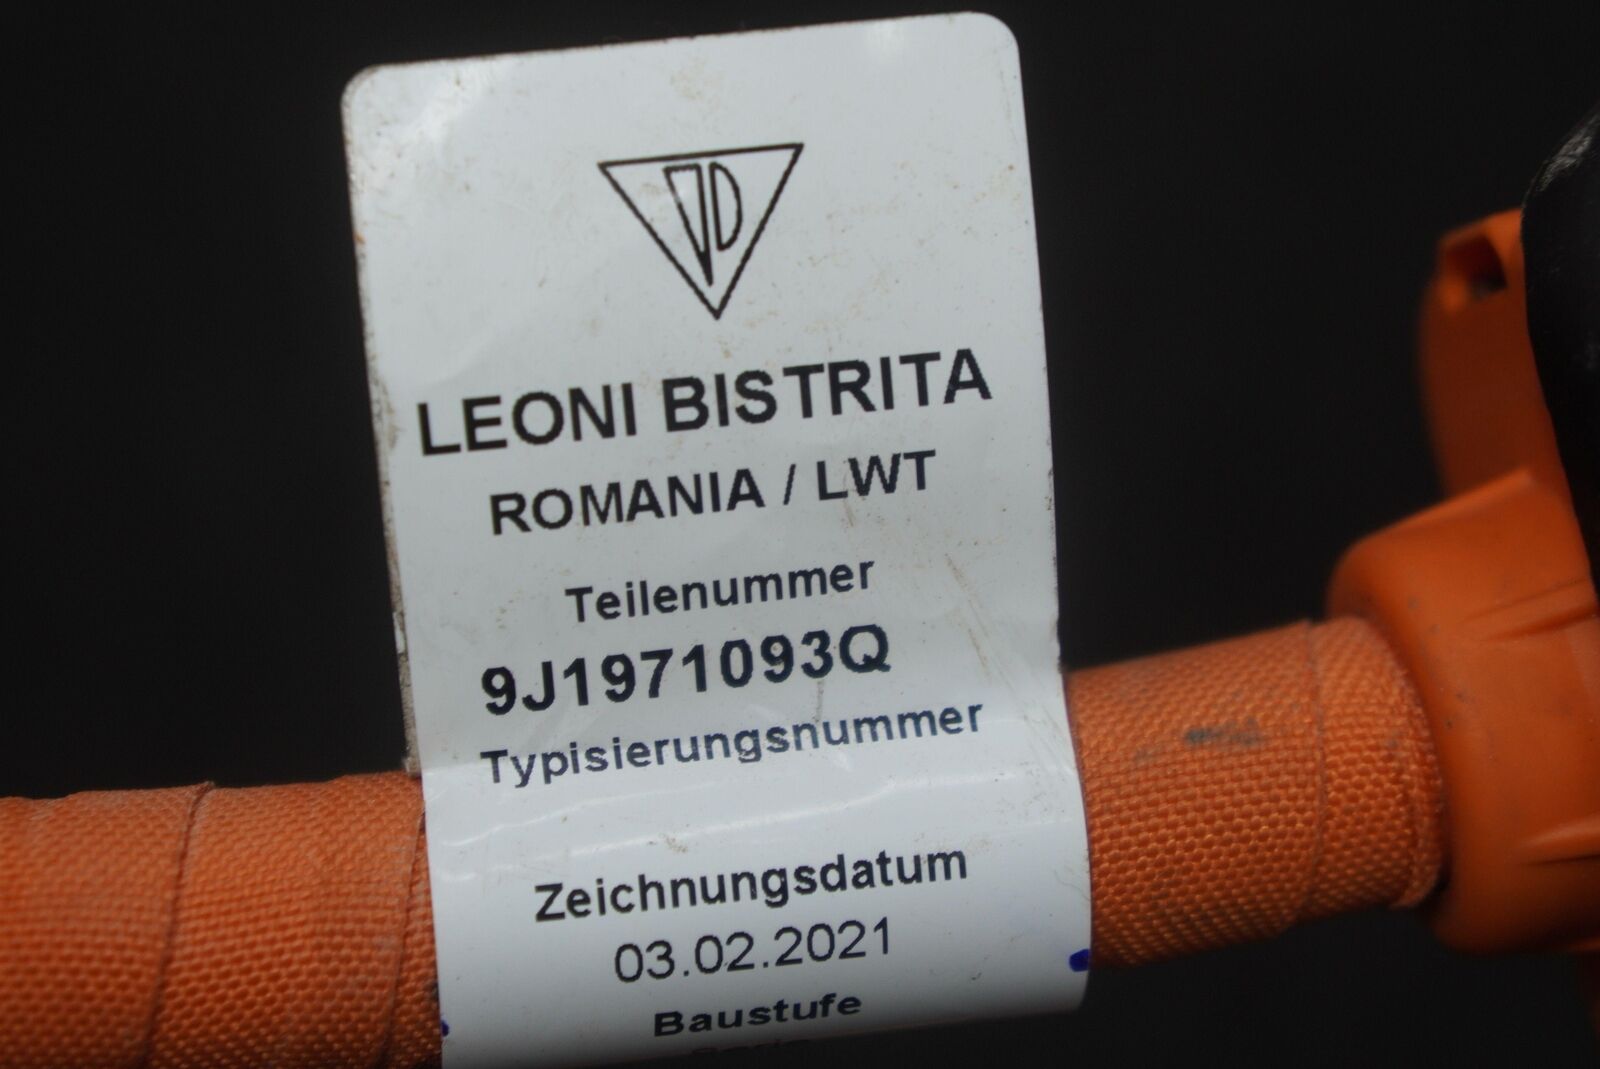 LEONI BISTRITA
ROMANIA / LWT
Teilenummer
9J1971093Q
Typisierungsnummer
Zeichnungsdatum
03.02.2021
Baustufe